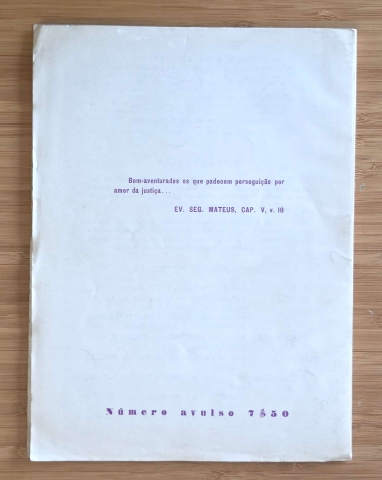 Bem-aventurados os que padecem perseguição por
amor da justiça...
EV. SEG. MATEUS, CAP. V, v. 10
Número avulso 7$50